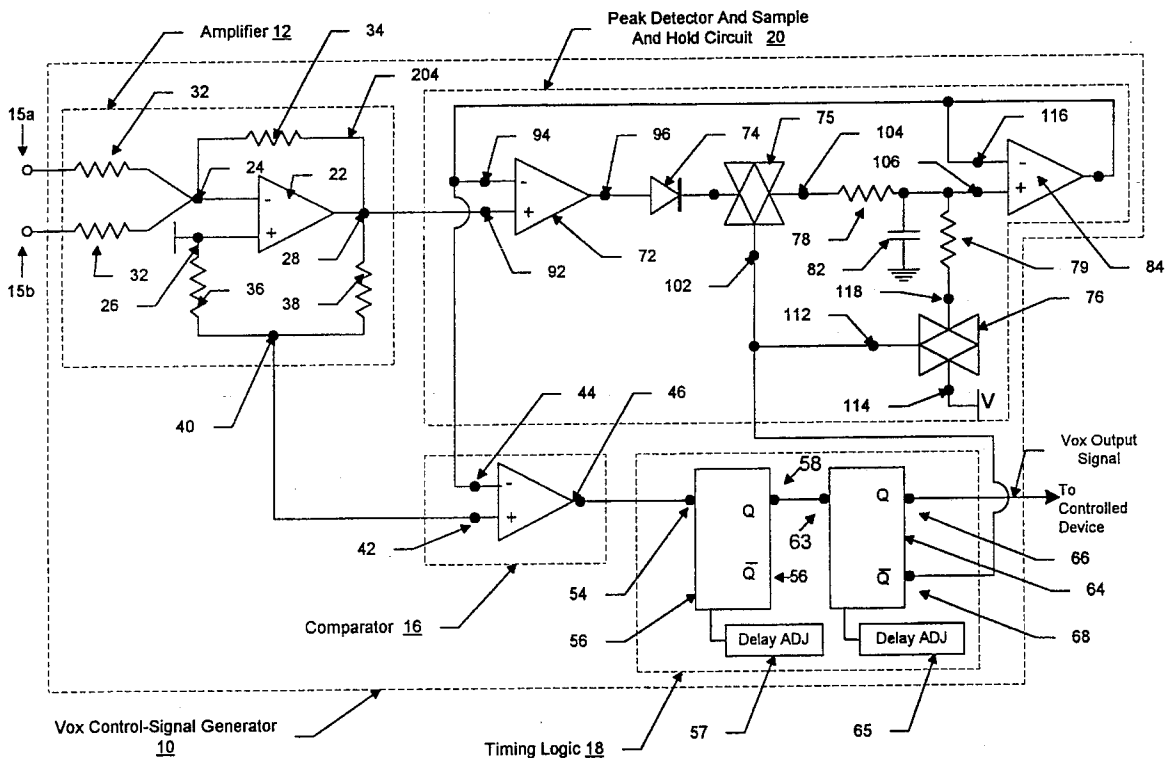 Peak Detector And Sample
And Hold Circuit 20
Amplifier 12
34
204
32
15a
94
96
74
75
104
116
24
22
-
+
-
+
-
+
15b
32
26
36
28
38
92
72
102
78
82
106
79
84
118
112
76
114
V
40
44
46
Vox Output
Signal
58
-
+
Q
Q
To
Controlled
Device
42
63
66
54
Q
56
Q
64
Comparator 16
56
Delay ADJ
Delay ADJ
68
Vox Control-Signal Generator
10
Timing Logic 18
57
65